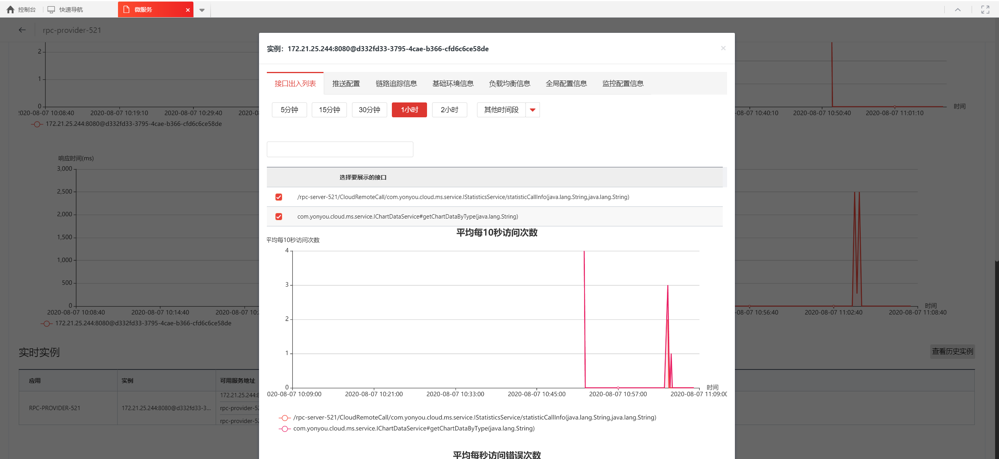 控制台
快速导航
微服务
rpc-provider-521
2
1
0
2020-08-07 10:08:40
2020-08-07 10:19:10
2020-08-07 10:29:40
2020-0
172.21.25.244:8080@d332fd33-3795-4cae-b366-cfd6c6ce58de
-08-07 10:40:10
2020-08-07 10:50:40
2020-08-07 11:01:10
时间
响应时间(ms)
3,000
2,500
2,000
1,500
1,000
500
0
2020-08-07 10:08:40
2020-08-07 10:14:40
2020-08-07 10:
172.21.25.244:8080@d332fd33-3795-4cae-b366-cfd6c6ce58de
-08-07 10:56:40
2020-08-07 11:02:40
2020-08-07 11:08:40
时间
实时实例
查看历史实例
应用
实例
可用服务地址
RPC-PROVIDER-521
172.21.25.244:8080@d332fd33-3...
172.21.25.244:8
rpc-provider-52
rpc-provider-52
实例：172.21.25.244:8080@d332fd33-3795-4cae-b366-cfd6c6ce58de
接口出入列表
推送配置
链路追踪信息
基础环境信息
负载均衡信息
全局配置信息
监控配置信息
5分钟
15分钟
30分钟
1小时
2小时
其他时间段
选择要展示的接口
/rpc-server-521/CloudRemoteCall/com.yonyou.cloud.ms.service.IStatisticsService/statisticCallInfo(java.lang.String,java.lang.String)
com.yonyou.cloud.ms.service.IChartDataService#getChartDataByType(java.lang.String)
平均每10秒访问次数
平均每10秒访问次数
4
3
2
1
0
020-08-07 10:09:00
2020-08-07 10:21:00
2020-08-07 10:33:00
2020-08-07 10:45:00
2020-08-07 10:57:00
2020-08-07 11:09:00
时间
/rpc-server-521/CloudRemoteCall/com.yonyou.cloud.ms.service.IStatisticsService/statisticCallInfo(java.lang.String,java.lang.String)
com.yonyou.cloud.ms.service.IChartDataService#getChartDataByType(java.lang.String)
平均每秒访问错误次数